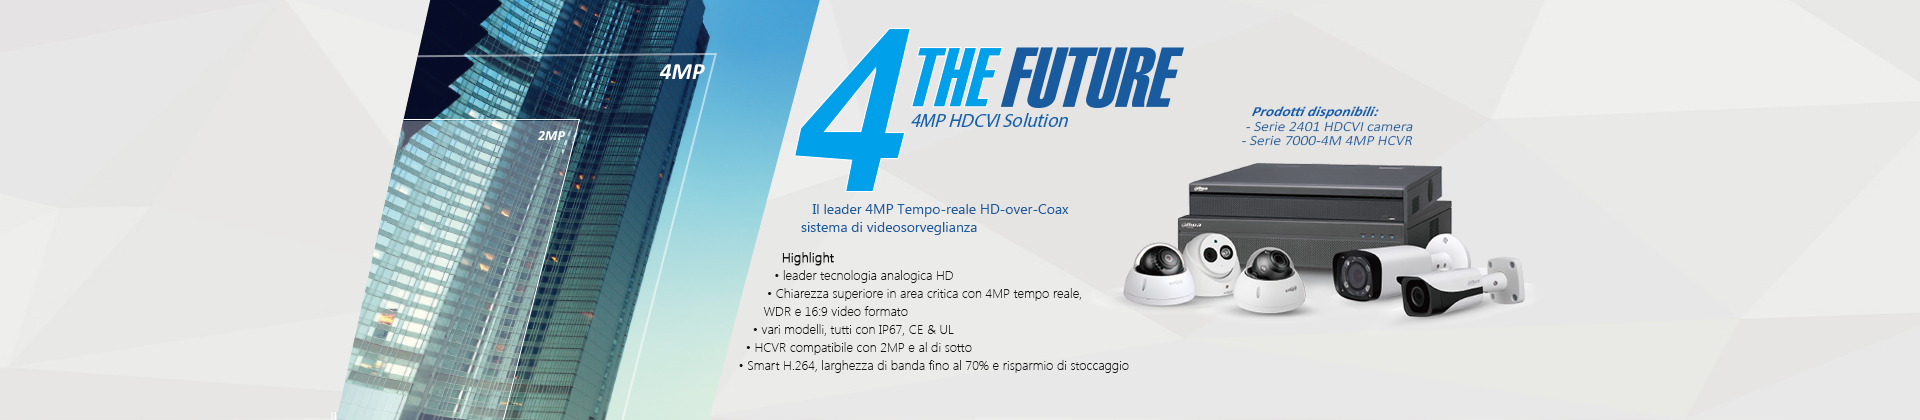 4MP
2MP
4 THE FUTURE
4MP HDCVI Solution
Il leader 4MP Tempo-reale HD-over-Coax
sistema di videosorveglianza
Highlight
• leader tecnologia analogica HD
• Chiarezza superiore in area critica con 4MP tempo reale,
WDR e 16:9 video formato
• vari modelli, tutti con IP67, CE & UL
• HCVR compatibile con 2MP e al di sotto
• Smart H.264, larghezza di banda fino al 70% e risparmio di stoccaggio
Prodotti disponibili:
- Serie 2401 HDCVI camera
- Serie 7000-4M 4MP HCVR
alhua
alhua